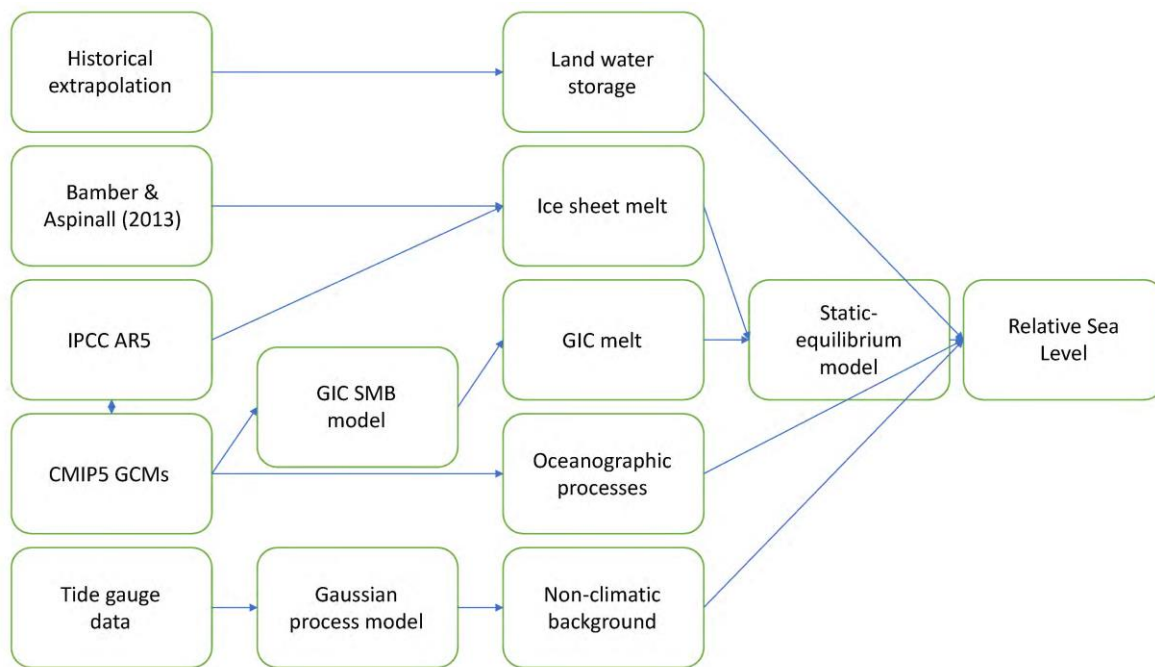 Historical
extrapolation
Land water
storage
Bamber &
Aspinall (2013)
Ice sheet melt
IPCC AR5
GIC SMB
model
GIC melt
Static-
equilibrium
model
Relative Sea
Level
CMIP5 GCMs
Oceanographic
processes
Tide gauge
data
Gaussian
process model
Non-climatic
background